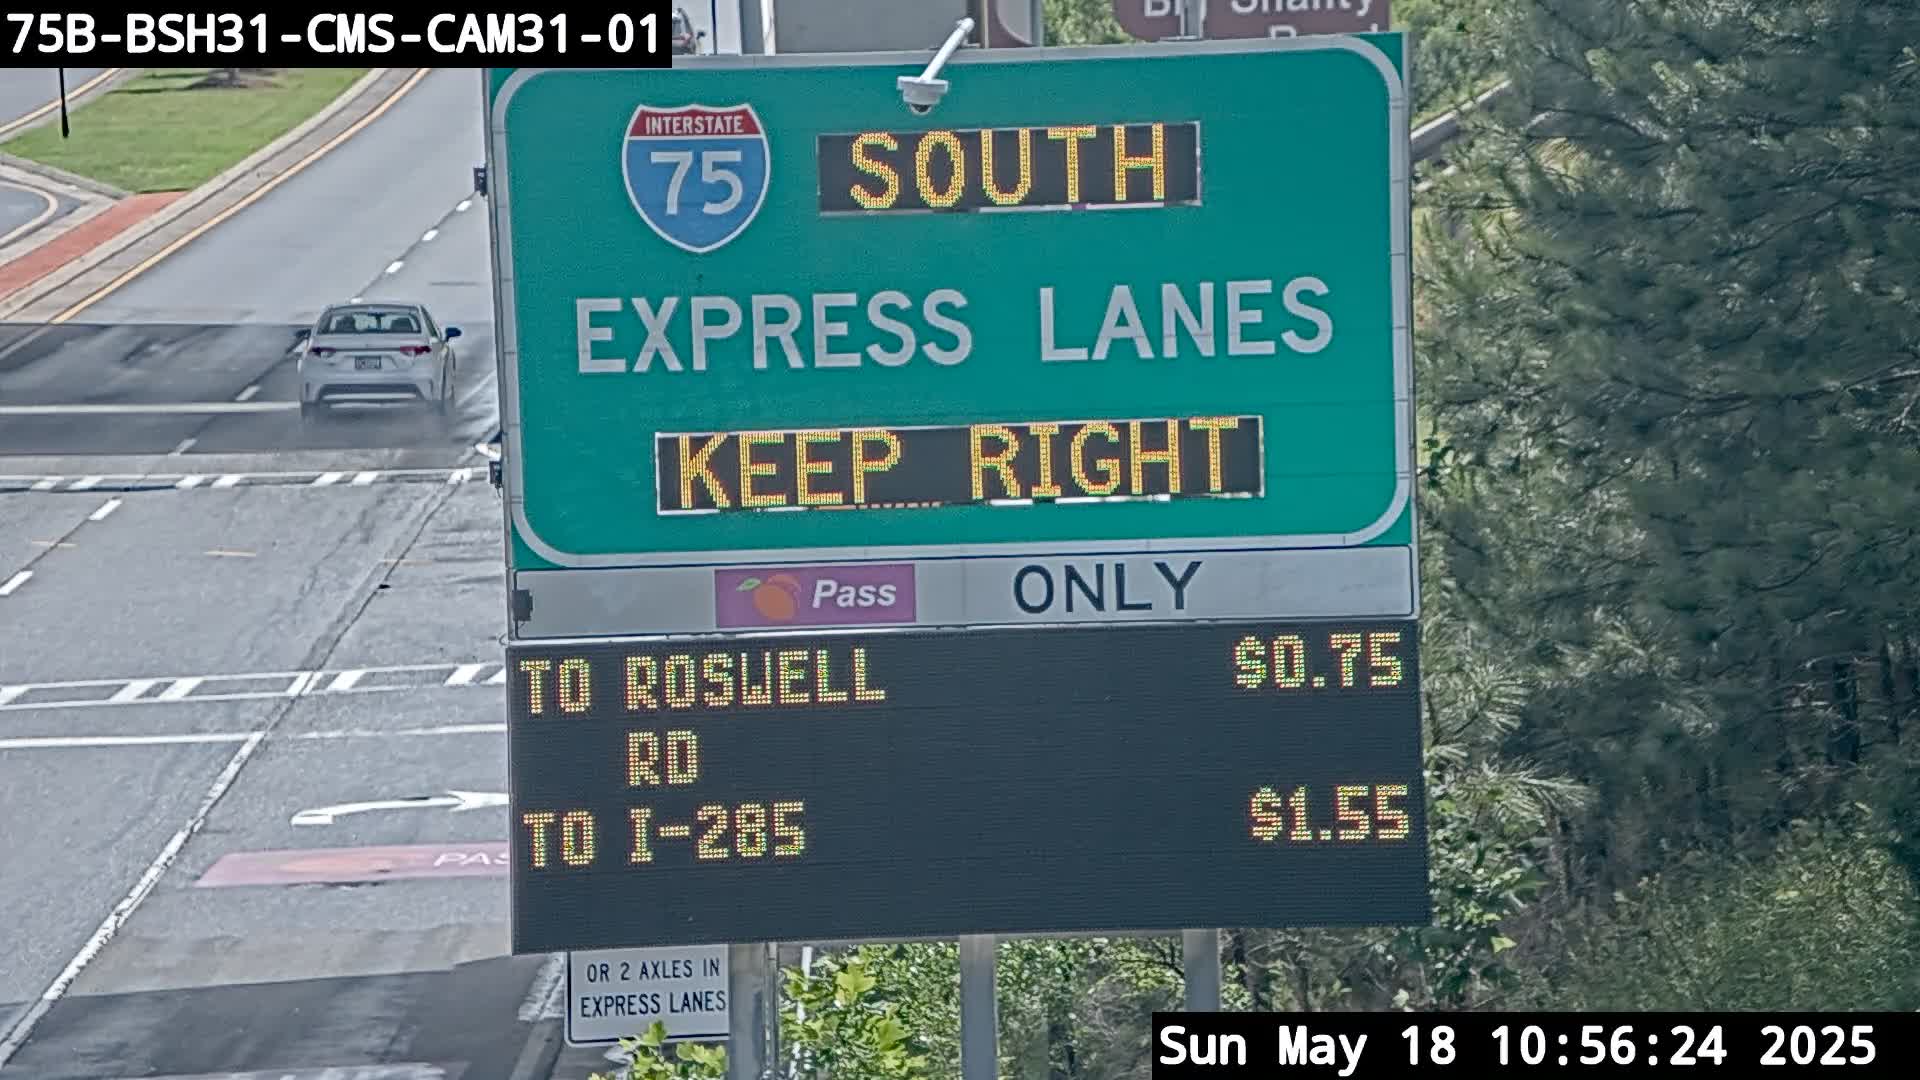 75B-BSH31-CMS-CAM31-01
Shanty
INTERSTATE
75
SOUTH
EXPRESS LANES
KEEP RIGHT
Pass ONLY
TO ROSWELL $0.75
RD
TO I-285 $1.55
OR 2 AXLES IN
EXPRESS LANES
Sun May 18 10:56:24 2025